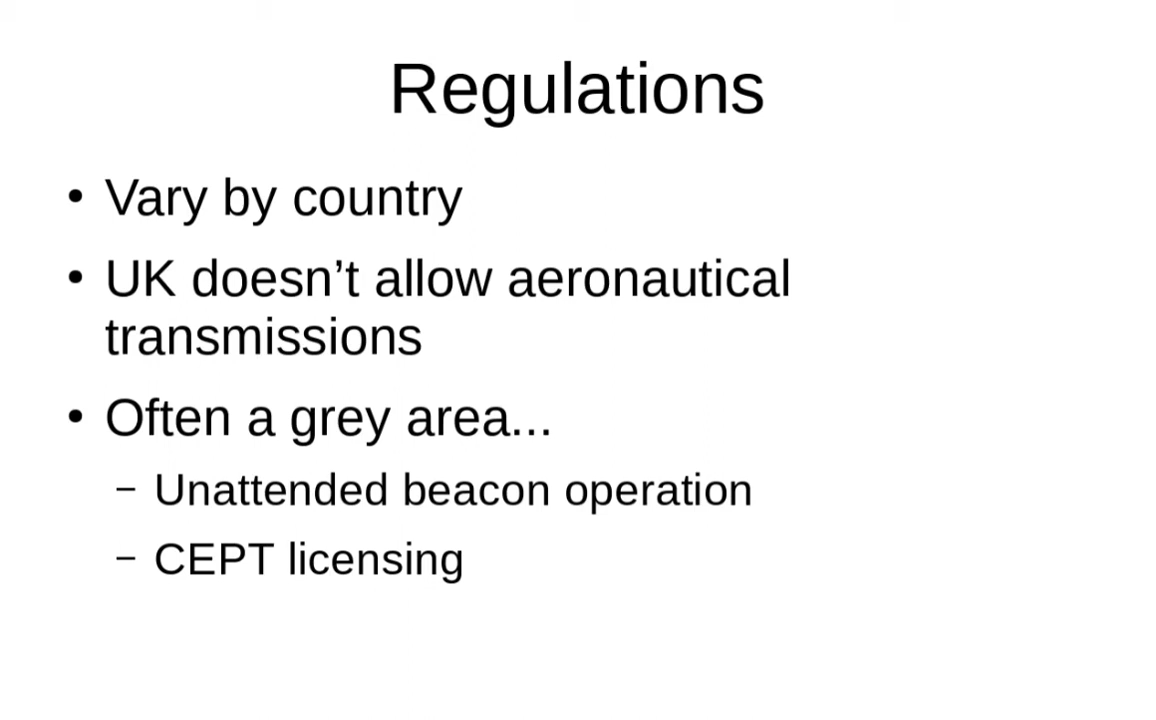 Regulations
• Vary by country
• UK doesn’t allow aeronautical
transmissions
• Often a grey area...
– Unattended beacon operation
– CEPT licensing